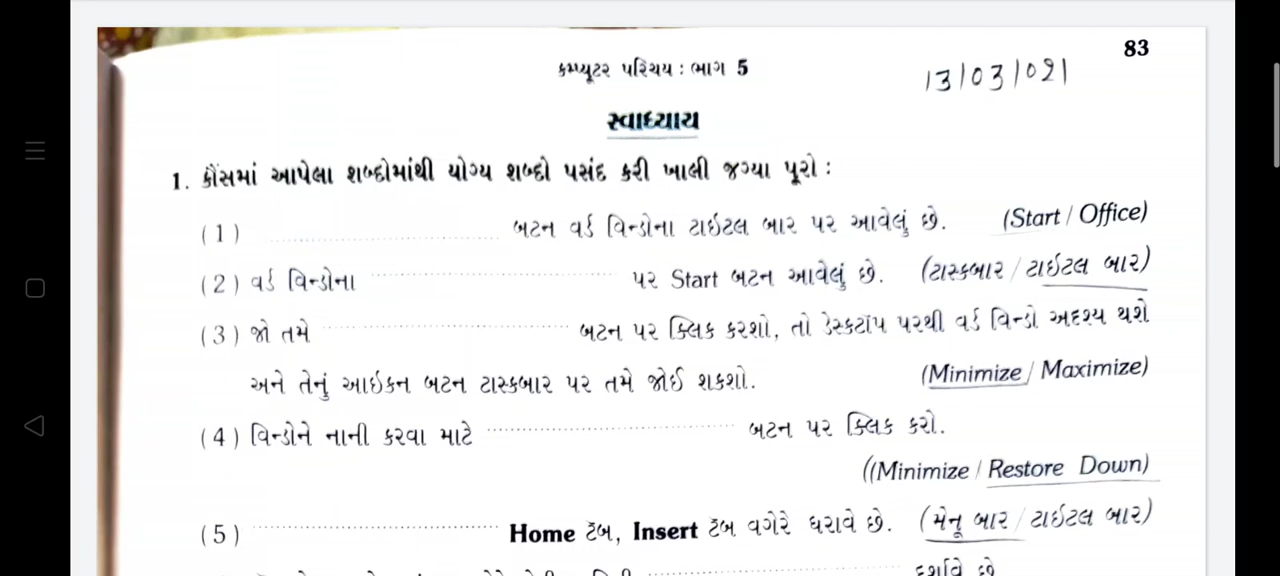 83
કમ્પ્યૂટર પરિચય : ભાગ 5
13/03/021
સ્વાધ્યાય
1. કૌંસમાં આપેલા શબ્દોમાંથી યોગ્ય શબ્દો પસંદ કરી ખાલી જગ્યા પૂરો :
(1) .................... બટન વર્ડ વિન્ડોના ટાઇટલ બાર પર આવેલું છે. (Start / Office)
(2) વર્ડ વિન્ડોના .................... પર Start બટન આવેલું છે. (ટાસ્કબાર / ટાઇટલ બાર)
(3) જો તમે .................... બટન પર ક્લિક કરશો, તો ડેસ્કટૉપ પરથી વર્ડ વિન્ડો અદશ્ય થશે
અને તેનું આઇકન બટન ટાસ્કબાર પર તમે જોઈ શકશો. (Minimize / Maximize)
(4) વિન્ડોને નાની કરવા માટે .................... બટન પર ક્લિક કરો.
((Minimize / Restore Down)
(5) .................... Home ટૅબ, Insert ટૅબ વગેરે ધરાવે છે. (મેનૂ બાર / ટાઇટલ બાર)
દર્શાવે છે